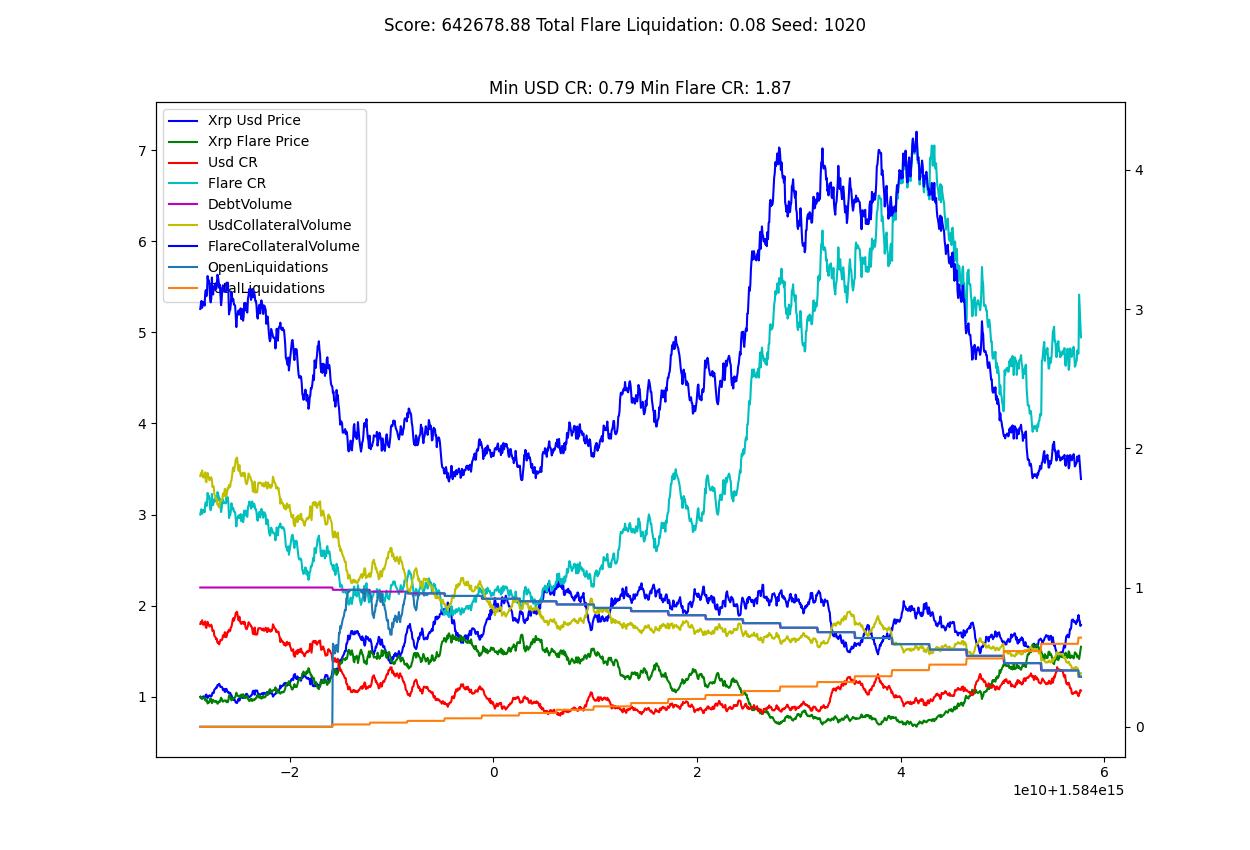 Score: 642678.88 Total Flare Liquidation: 0.08 Seed: 1020
Min USD CR: 0.79 Min Flare CR: 1.87
Xrp Usd Price
Xrp Flare Price
Usd CR
Flare CR
DebtVolume
UsdCollateralVolume
FlareCollateralVolume
OpenLiquidations
TotalLiquidations
7
6
5
4
3
2
1
4
3
2
1
0
−2 0 2 4 6
1e10+1.584e15